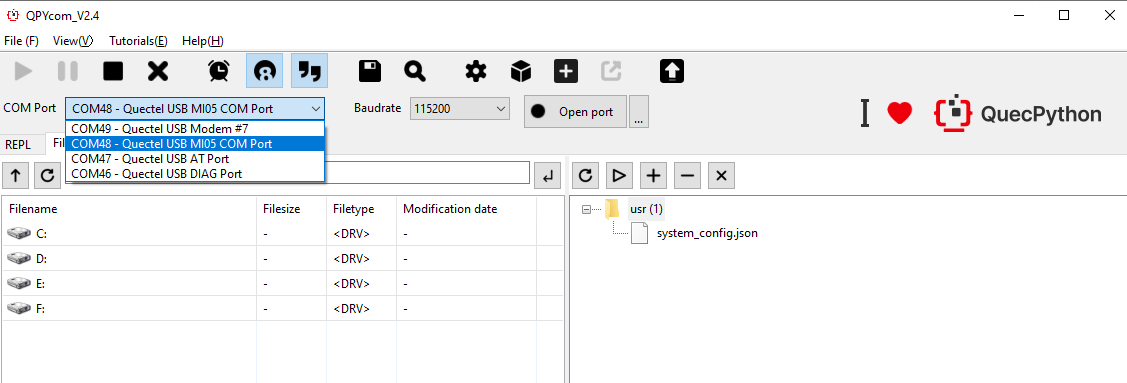 QPYcom_V2.4
File (F) View(V) Tutorials(E) Help(H)
COM Port COM48 - Quectel USB MI05 COM Port Baudrate 115200 Open port ... I QuecPython
COM49 - Quectel USB Modem #7
COM48 - Quectel USB MI05 COM Port
COM47 - Quectel USB AT Port
COM46 - Quectel USB DIAG Port
REPL
Filename Filesize Filetype Modification date
C: - <DRV> -
D: - <DRV> -
E: - <DRV> -
F: - <DRV> -
usr (1)
system_config.json